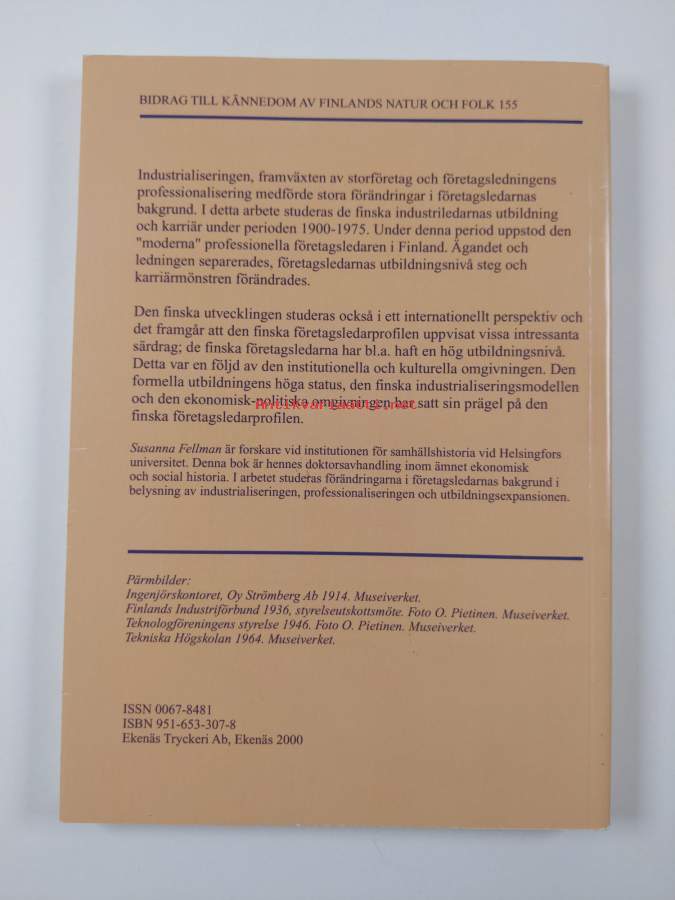 BIDRAG TILL KÄNNEDOM AV FINLANDS NATUR OCH FOLK 155
Industrialiseringen, framväxten av storföretag och företagsledningens
professionalisering medförde stora förändringar i företagsledarnas
bakgrund. I detta arbete studeras de finska industriledarnas utbildning
och karriär under perioden 1900-1975. Under denna period uppstod den
"moderna" professionella företagsledaren i Finland. Ägandet och
ledningen separerades, företagsledarnas utbildningsnivå steg och
karriärmönstren förändrades.
Den finska utvecklingen studeras också i ett internationellt perspektiv och
det framgår att den finska företagsledarprofilen uppvisat vissa intressanta
särdrag; de finska företagsledarna har bl.a. haft en hög utbildningsnivå.
Detta var en följd av den institutionella och kulturella omgivningen. Den
formella utbildningens höga status, den finska industrialiseringsmodellen
och den ekonomisk-politiska omgivningen har satt sin prägel på den
finska företagsledarprofilen.
Susanna Fellman är forskare vid institutionen för samhällshistoria vid Helsingfors
universitet. Denna bok är hennes doktorsavhandling inom ämnet ekonomisk
och social historia. I arbetet studeras förändringarna i företagsledarnas bakgrund i
belysning av industrialiseringen, professionaliseringen och utbildningsexpansionen.
Pärmbilder:
Ingenjörskontoret, Oy Strömberg Ab 1914. Museiverket.
Finlands Industriförbund 1936, styrelseutskottsmöte. Foto O. Pietinen. Museiverket.
Teknologföreningens styrelse 1946. Foto O. Pietinen. Museiverket.
Tekniska Högskolan 1964. Museiverket.
ISSN 0067-8481
ISBN 951-653-307-8
Ekenäs Tryckeri Ab, Ekenäs 2000